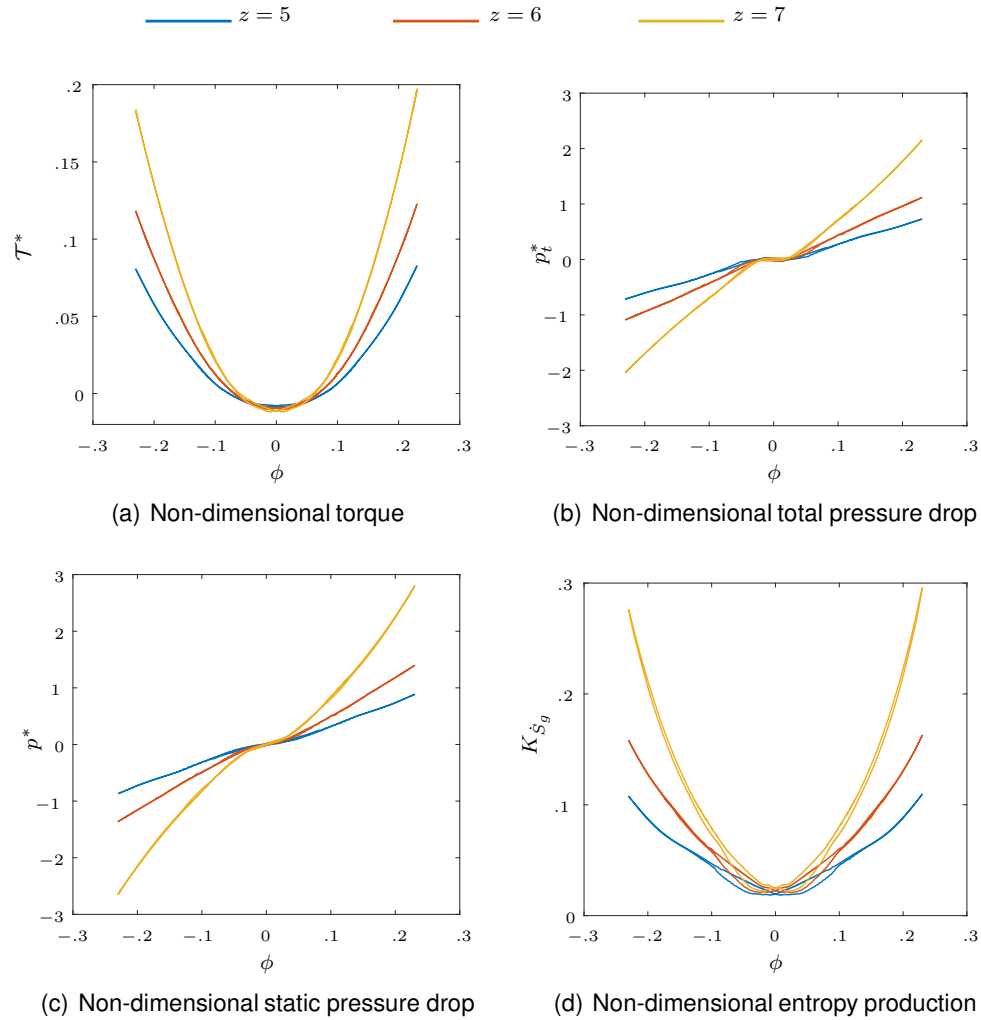 z = 5 z = 6 z = 7
.2
.15
.1
.05
0
𝒯*
−.3 −.2 −.1 0 .1 .2 .3
ϕ
(a) Non-dimensional torque
3
2
1
0
−1
−2
−3
p*t
−.3 −.2 −.1 0 .1 .2 .3
ϕ
(b) Non-dimensional total pressure drop
3
2
1
0
−1
−2
−3
p*
−.3 −.2 −.1 0 .1 .2 .3
ϕ
(c) Non-dimensional static pressure drop
.3
.2
.1
0
KṠg
−.3 −.2 −.1 0 .1 .2 .3
ϕ
(d) Non-dimensional entropy production